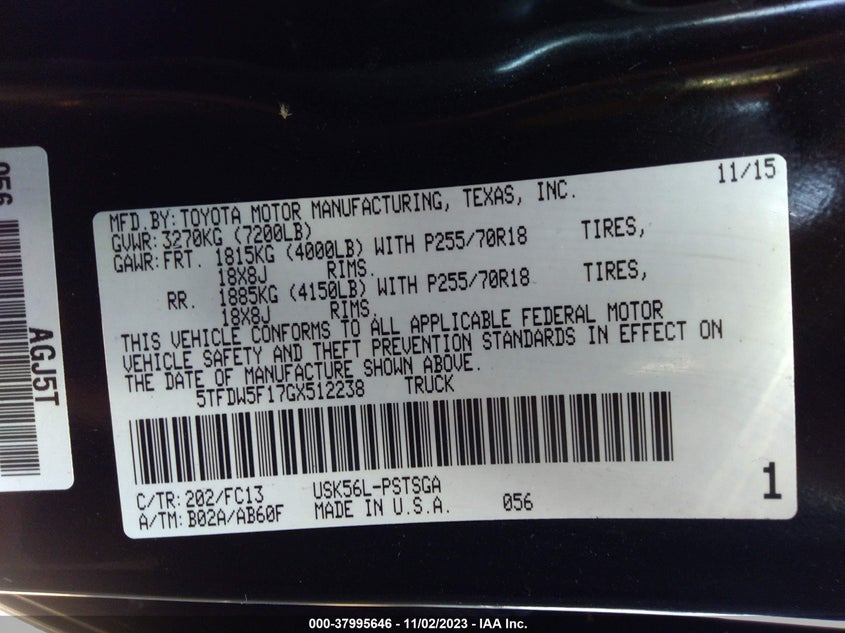 056
AGJ5T
11/15
MFD.BY:TOYOTA MOTOR MANUFACTURING, TEXAS, INC.
GVWR:3270KG (7200LB)
GAWR:FRT. 1815KG (4000LB) WITH P255/70R18 TIRES,
18X8J RIMS.
RR. 1885KG (4150LB) WITH P255/70R18 TIRES,
18X8J RIMS.
THIS VEHICLE CONFORMS TO ALL APPLICABLE FEDERAL MOTOR
VEHICLE SAFETY AND THEFT PREVENTION STANDARDS IN EFFECT ON
THE DATE OF MANUFACTURE SHOWN ABOVE.
5TFDW5F17GX512238 TRUCK
C/TR:202/FC13 USK56L-PSTSGA
A/TM:B02A/AB60F MADE IN U.S.A. 056
1
000-37995646 - 11/02/2023 - IAA Inc.